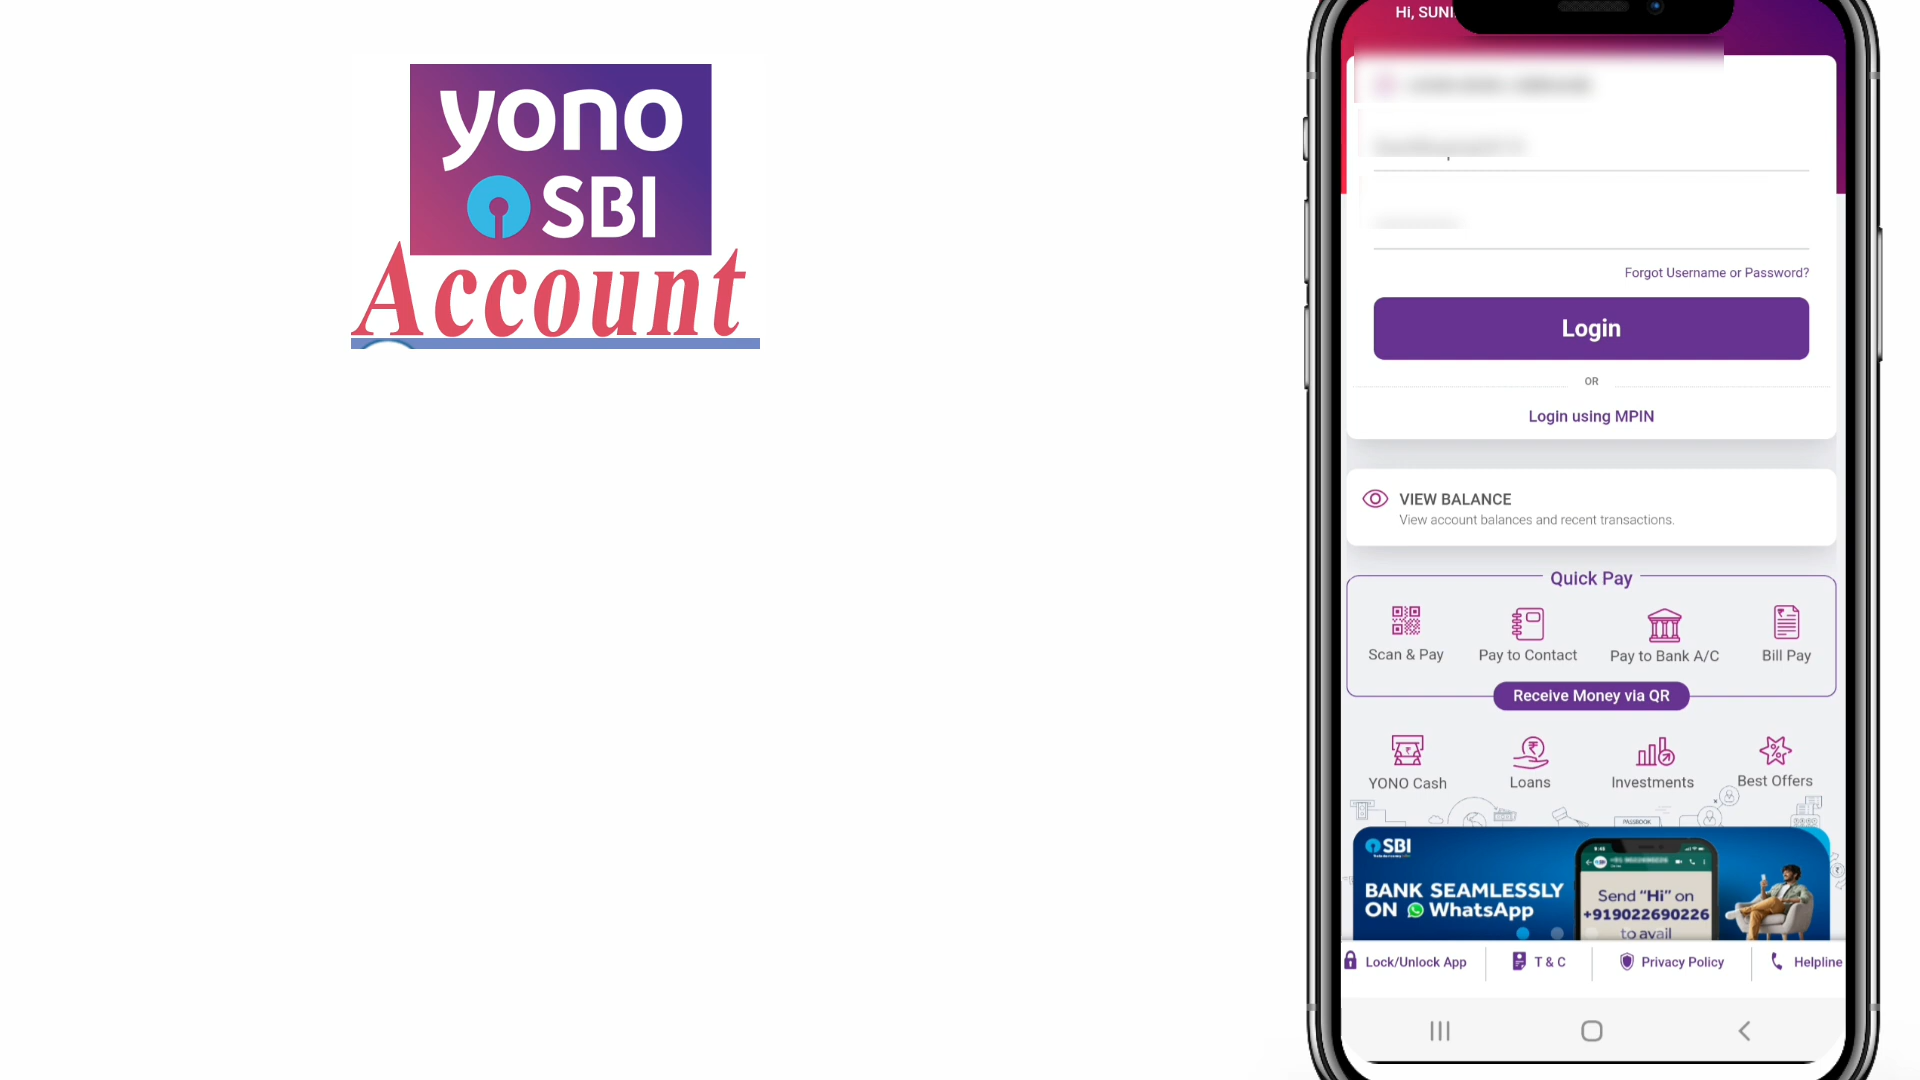 yono
SBI
Account
Hi, SUNI
Forgot Username or Password?
Login
OR
Login using MPIN
VIEW BALANCE
View account balances and recent transactions.
Quick Pay
Scan & Pay
Pay to Contact
Pay to Bank A/C
Bill Pay
Receive Money via QR
YONO Cash
Loans
Investments
Best Offers
PASSBOOK
SBI
BANK SEAMLESSLY
ON WhatsApp
Send “Hi” on
+919022690226
to avail
Lock/Unlock App
T & C
Privacy Policy
Helpline